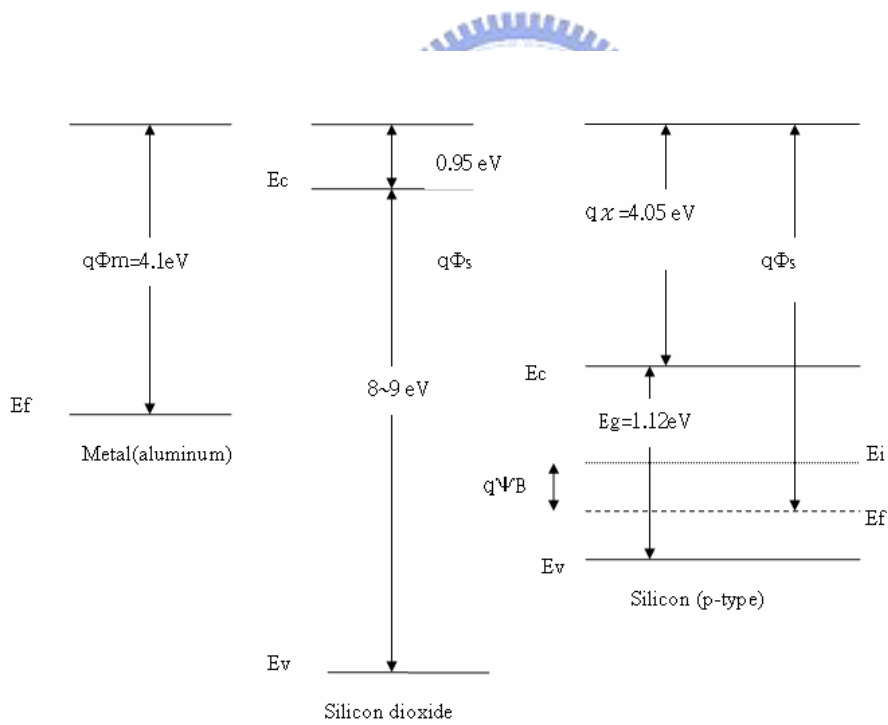 0.95 eV
Ec
qχ=4.05 eV
qΦm=4.1eV
qΦs
qΦs
Ec
8~9 eV
Ef
Eg=1.12eV
Metal(aluminum)
Ei
qΨB
Ef
Ev
Silicon (p-type)
Ev
Silicon dioxide